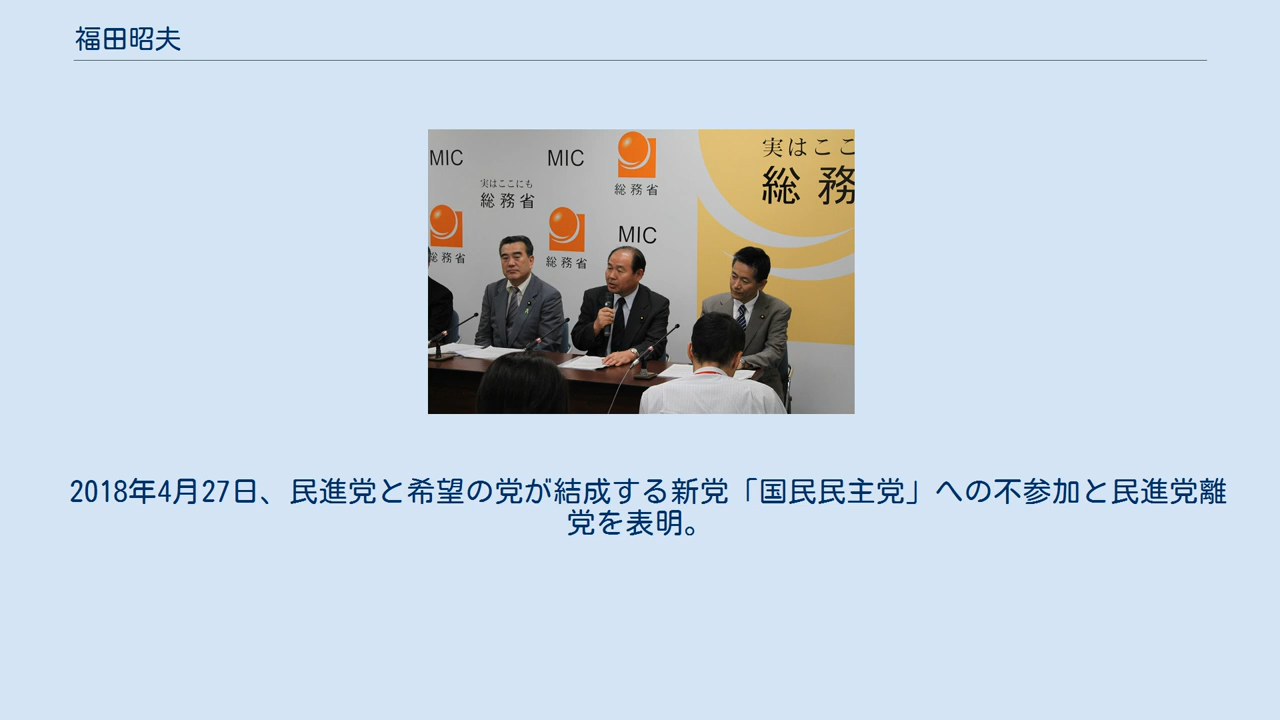 福田昭夫
MIC
MIC
総務省
実はここにも
総務省
MIC
総務省
総務省
実はここ
総務
2018年4月27日、民進党と希望の党が結成する新党「国民民主党」への不参加と民進党離
党を表明。